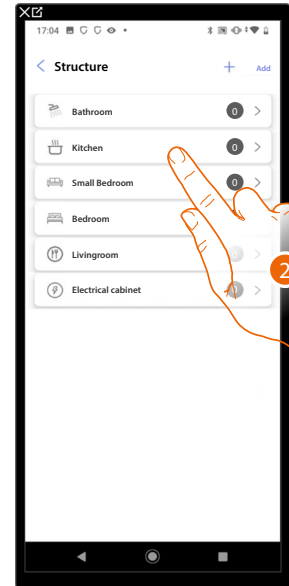 17:04
Structure
Add
Bathroom 0
Kitchen 0
Small Bedroom 0
Bedroom
Livingroom
Electrical cabinet
2